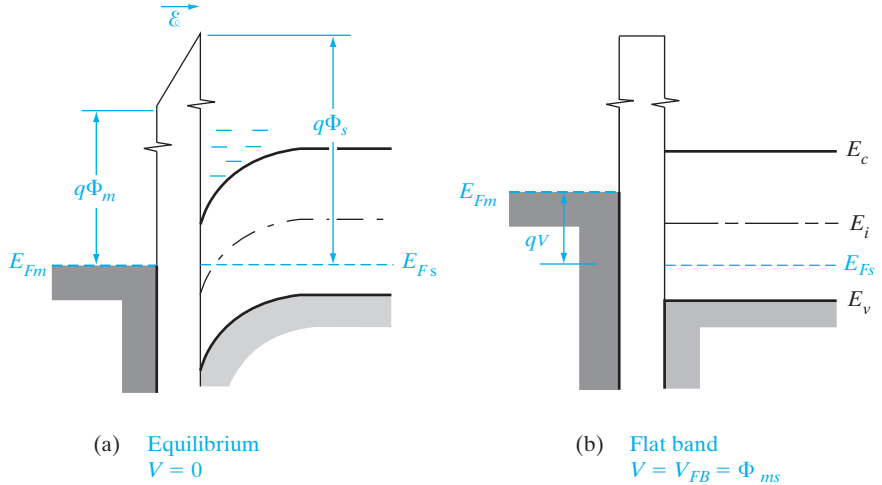 ℰ
qΦs
qΦm
EFm
EFs
Ec
EFm
Ei
qV
EFs
Ev
(a) Equilibrium
V = 0
(b) Flat band
V = VFB = Φms